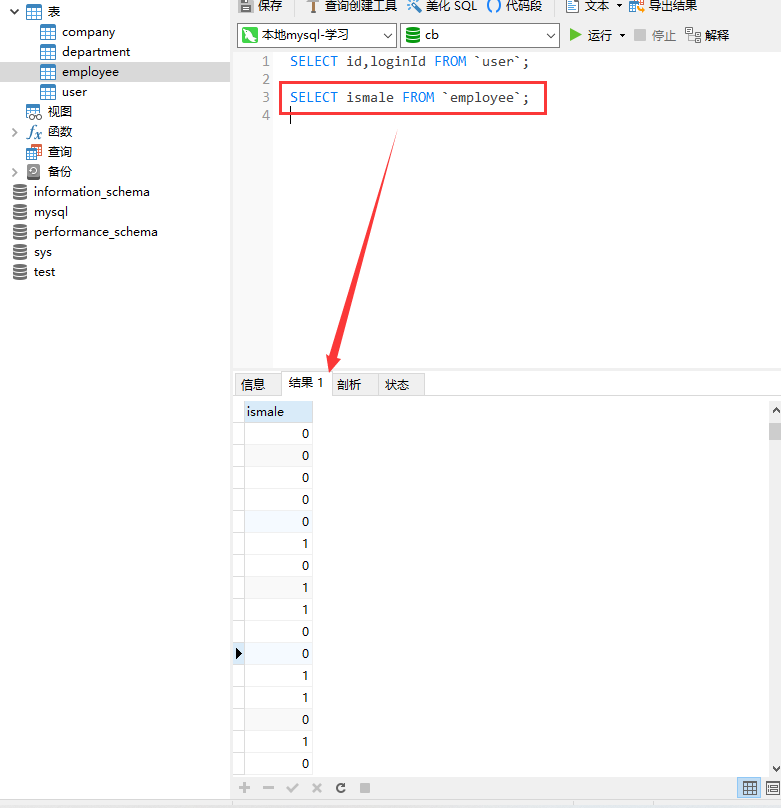 表
company
department
employee
user
视图
函数
查询
备份
information_schema
mysql
performance_schema
sys
test
保存 查询创建工具 美化 SQL 代码段 文本 导出结果
本地mysql-学习 cb 运行 停止 解释
1 SELECT id,loginId FROM `user`;
2
3 SELECT ismale FROM `employee`;
4
信息 结果 1 剖析 状态
ismale
0
0
0
0
0
1
0
1
1
0
0
1
1
0
1
0